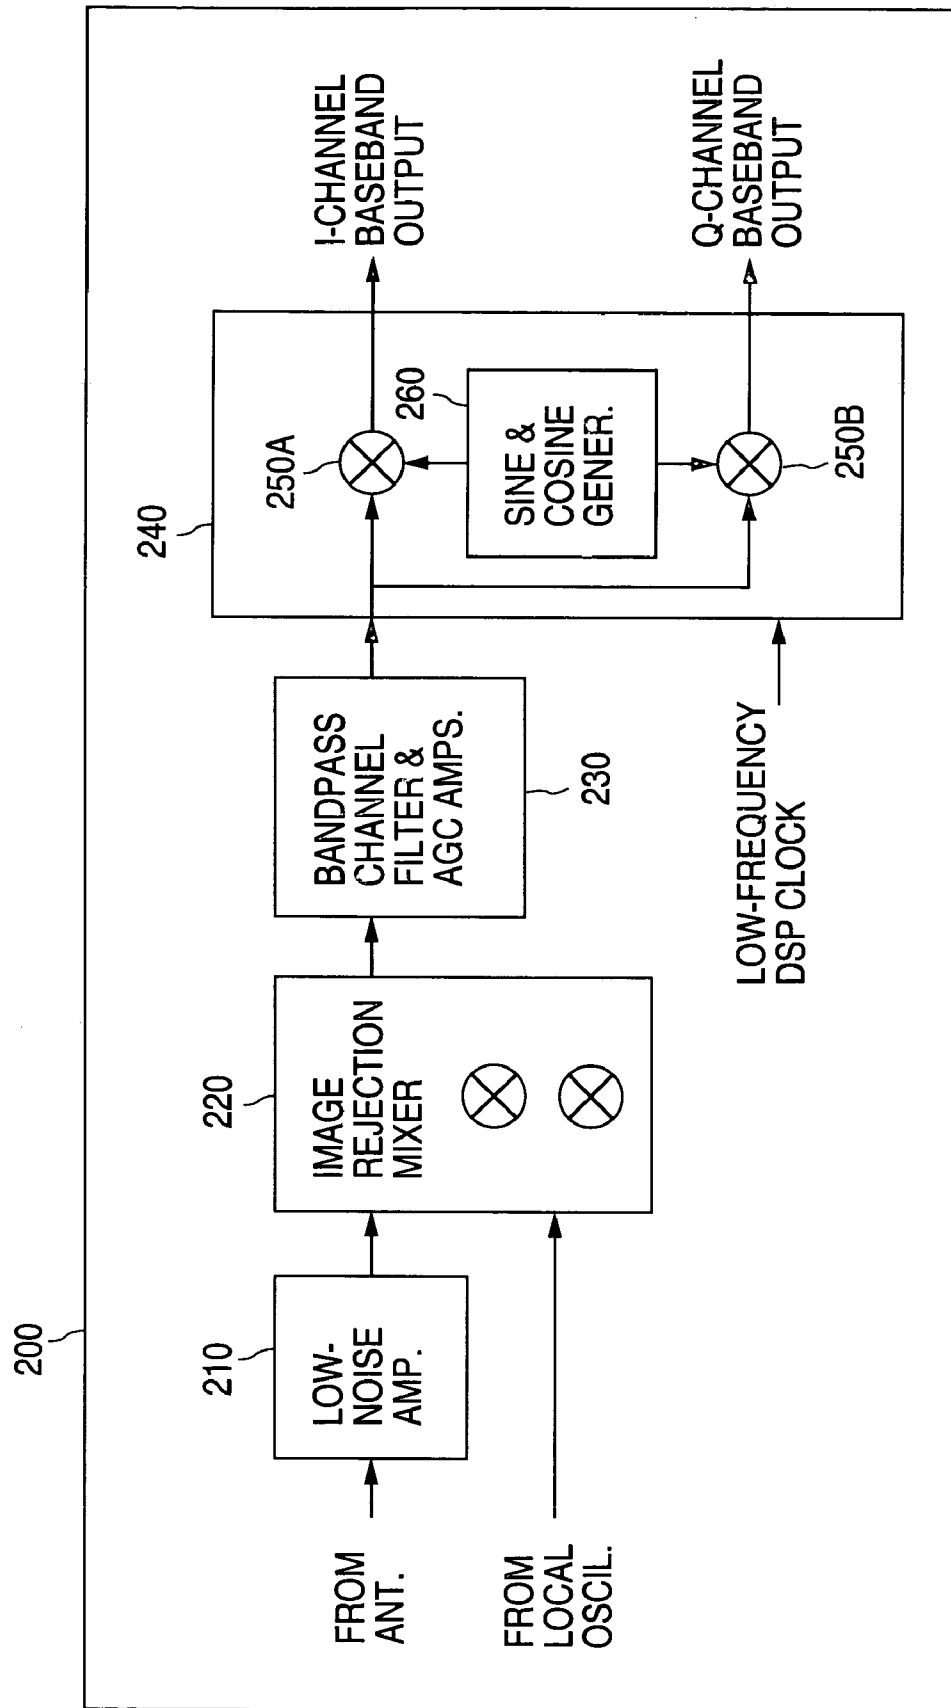 200
FROM
ANT.
FROM
LOCAL
OSCIL.
210
LOW-
NOISE
AMP.
220
IMAGE
REJECTION
MIXER
BANDPASS
CHANNEL
FILTER &
AGC AMPS.
230
LOW-FREQUENCY
DSP CLOCK
240
250A
260
SINE &
COSINE
GENER.
250B
I-CHANNEL
BASEBAND
OUTPUT
Q-CHANNEL
BASEBAND
OUTPUT